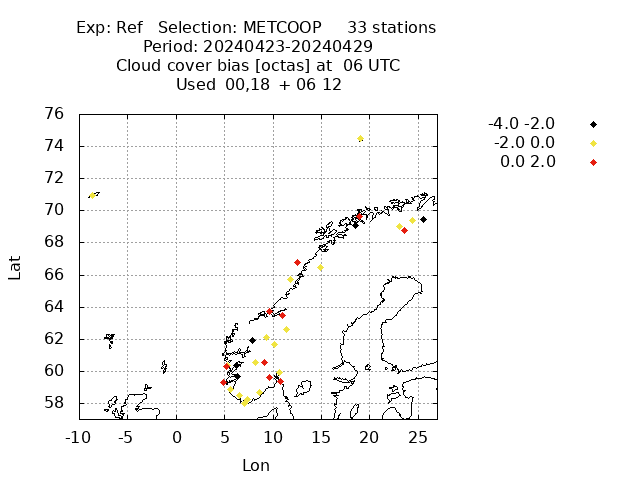 Exp: Ref   Selection: METCOOP     33 stations
Period: 20240423-20240429
Cloud cover bias [octas] at  06 UTC
Used  00,18  + 06 12
-4.0 -2.0
-2.0 0.0
0.0 2.0
76
74
72
70
68
66
64
62
60
58
Lat
-10 -5 0 5 10 15 20 25
Lon